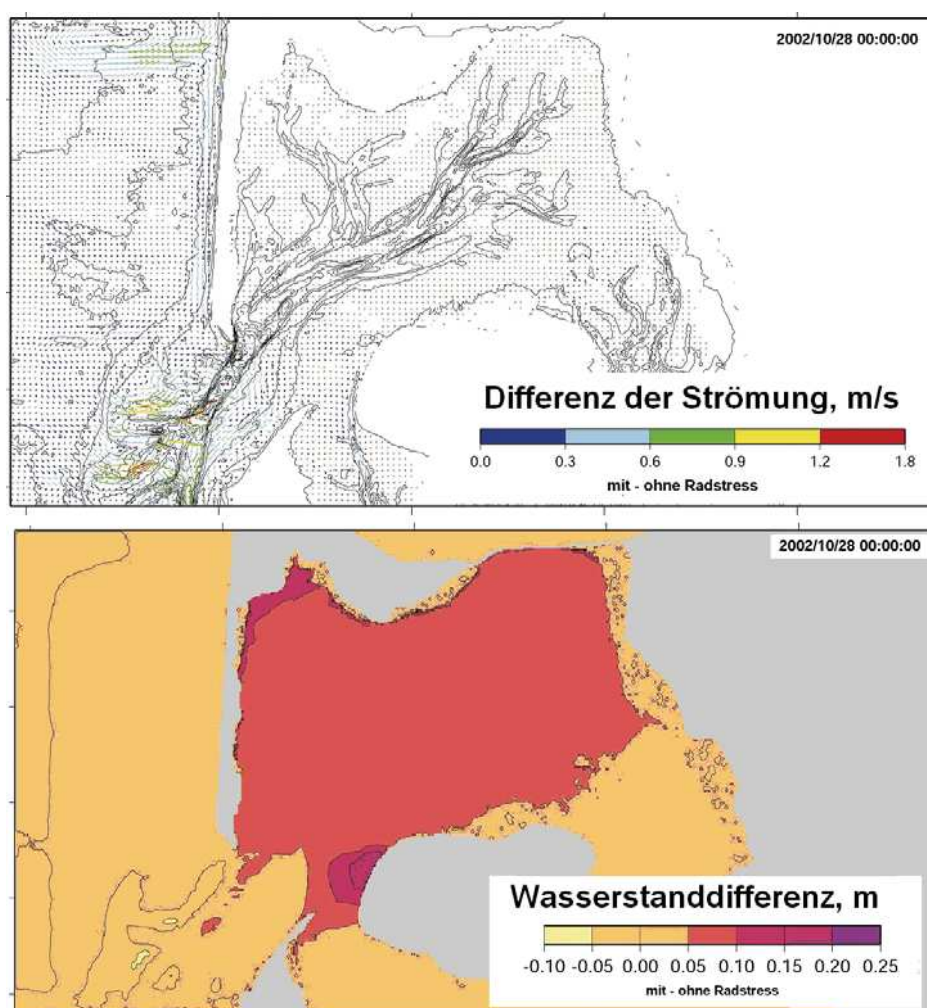 2002/10/28 00:00:00
Differenz der Strömung, m/s
0.0 0.3 0.6 0.9 1.2 1.8
mit - ohne Radstress
2002/10/28 00:00:00
Wasserstanddifferenz, m
-0.10 -0.05 0.00 0.05 0.10 0.15 0.20 0.25
mit - ohne Radstress